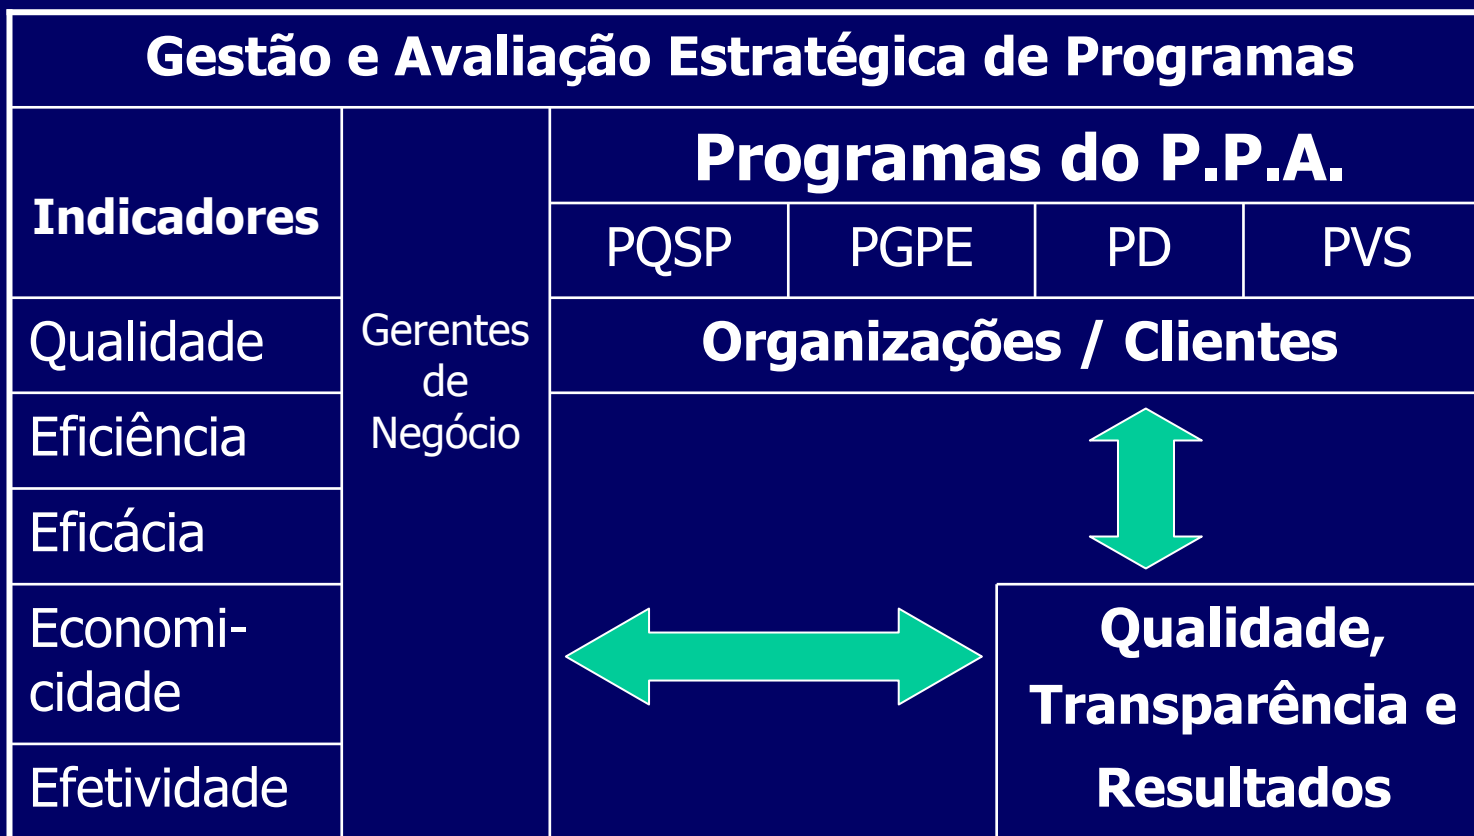 Gestão e Avaliação Estratégica de Programas
Indicadores
Gerentes
de
Negócio
Programas do P.P.A.
PQSP PGPE PD PVS
Organizações / Clientes
Qualidade
Eficiência
Eficácia
Economi-
cidade
Efetividade
Qualidade,
Transparência e
Resultados